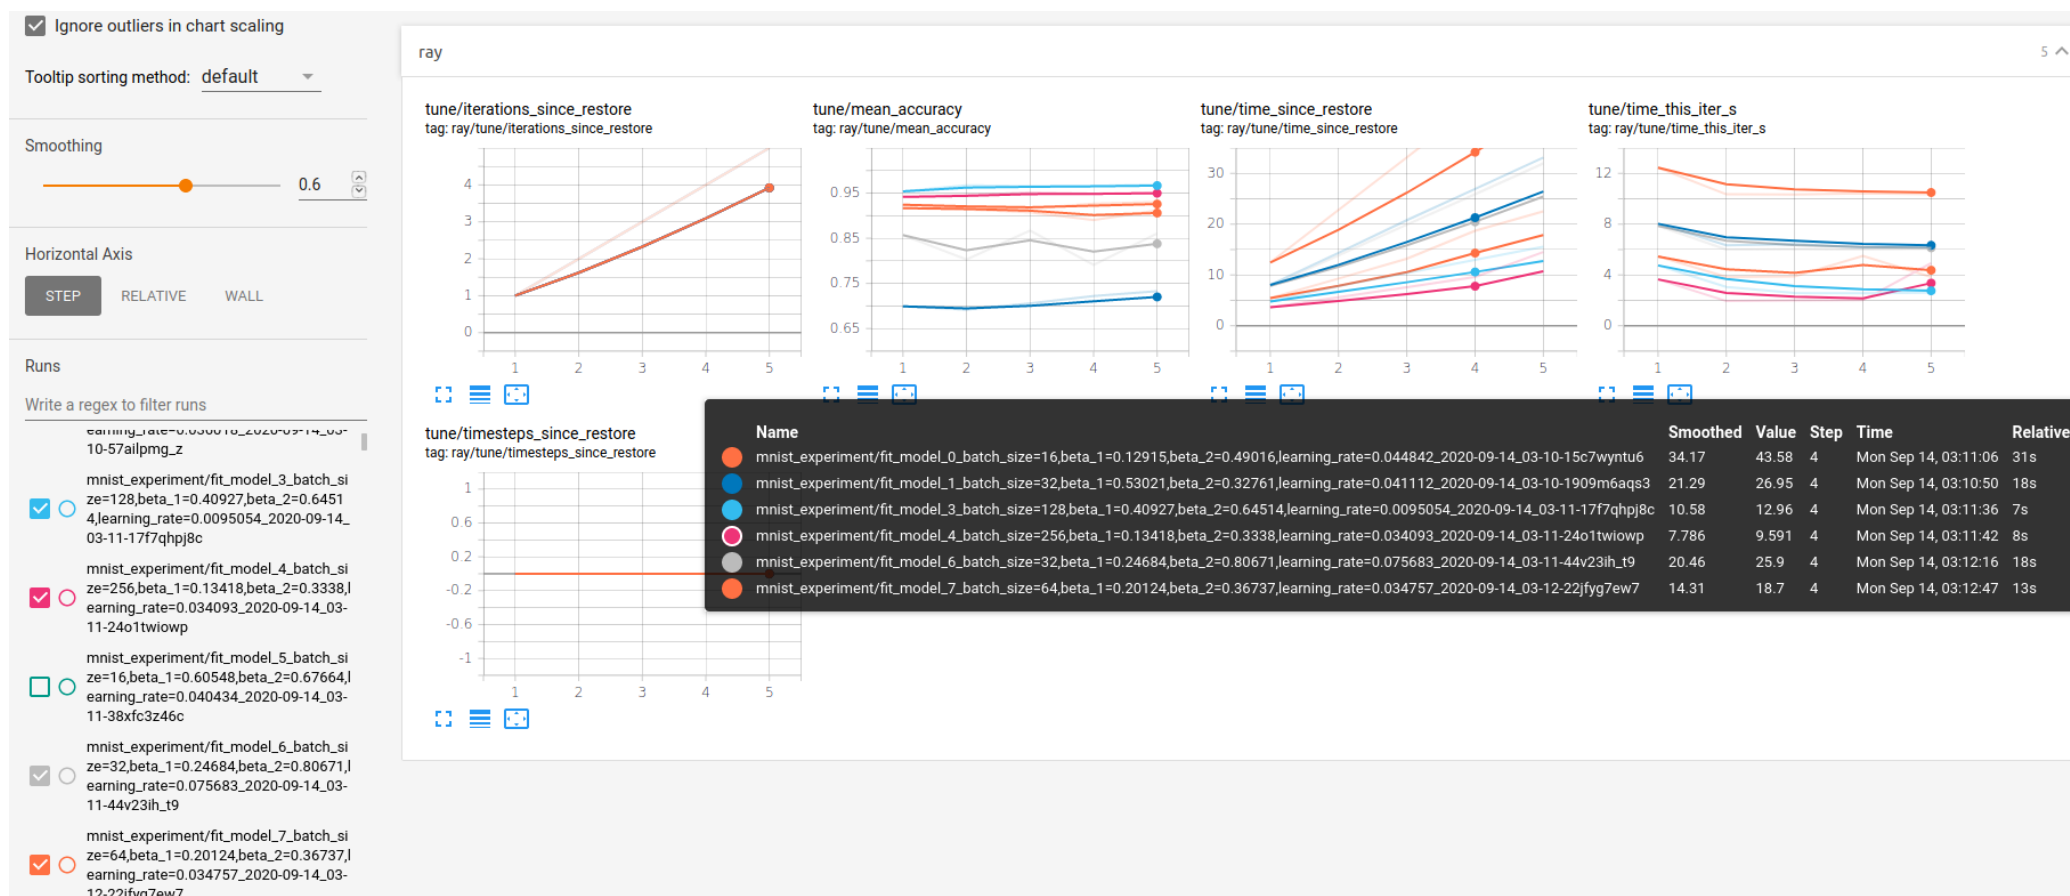 Ignore outliers in chart scaling
Tooltip sorting method: default
Smoothing
0.6
Horizontal Axis
STEP RELATIVE WALL
Runs
Write a regex to filter runs
10-57ailpmg_z
mnist_experiment/fit_model_3_batch_si
ze=128,beta_1=0.40927,beta_2=0.6451
4,learning_rate=0.0095054_2020-09-14_
03-11-17f7qhpj8c
mnist_experiment/fit_model_4_batch_si
ze=256,beta_1=0.13418,beta_2=0.3338,l
earning_rate=0.034093_2020-09-14_03-
11-24o1twiowp
mnist_experiment/fit_model_5_batch_si
ze=16,beta_1=0.60548,beta_2=0.67664,l
earning_rate=0.040434_2020-09-14_03-
11-38xfc3z46c
mnist_experiment/fit_model_6_batch_si
ze=32,beta_1=0.24684,beta_2=0.80671,l
earning_rate=0.075683_2020-09-14_03-
11-44v23ih_t9
mnist_experiment/fit_model_7_batch_si
ze=64,beta_1=0.20124,beta_2=0.36737,l
earning_rate=0.034757_2020-09-14_03-
12-22jfyg7ew7
ray
5
tune/iterations_since_restore
tag: ray/tune/iterations_since_restore
4
3
2
1
0
1 2 3 4 5
tune/mean_accuracy
tag: ray/tune/mean_accuracy
0.95
0.85
0.75
0.65
1 2 3 4 5
tune/time_since_restore
tag: ray/tune/time_since_restore
30
20
10
0
1 2 3 4 5
tune/time_this_iter_s
tag: ray/tune/time_this_iter_s
12
8
4
0
1 2 3 4 5
tune/timesteps_since_restore
tag: ray/tune/timesteps_since_restore
1
0.6
0.2
-0.2
-0.6
-1
1 2 3 4 5
Name Smoothed Value Step Time Relative
mnist_experiment/fit_model_0_batch_size=16,beta_1=0.12915,beta_2=0.49016,learning_rate=0.044842_2020-09-14_03-10-15c7wyntu6 34.17 43.58 4 Mon Sep 14, 03:11:06 31s
mnist_experiment/fit_model_1_batch_size=32,beta_1=0.53021,beta_2=0.32761,learning_rate=0.041112_2020-09-14_03-10-1909m6aqs3 21.29 26.95 4 Mon Sep 14, 03:10:50 18s
mnist_experiment/fit_model_3_batch_size=128,beta_1=0.40927,beta_2=0.64514,learning_rate=0.0095054_2020-09-14_03-11-17f7qhpj8c 10.58 12.96 4 Mon Sep 14, 03:11:36 7s
mnist_experiment/fit_model_4_batch_size=256,beta_1=0.13418,beta_2=0.3338,learning_rate=0.034093_2020-09-14_03-11-24o1twiowp 7.786 9.591 4 Mon Sep 14, 03:11:42 8s
mnist_experiment/fit_model_6_batch_size=32,beta_1=0.24684,beta_2=0.80671,learning_rate=0.075683_2020-09-14_03-11-44v23ih_t9 20.46 25.9 4 Mon Sep 14, 03:12:16 18s
mnist_experiment/fit_model_7_batch_size=64,beta_1=0.20124,beta_2=0.36737,learning_rate=0.034757_2020-09-14_03-12-22jfyg7ew7 14.31 18.7 4 Mon Sep 14, 03:12:47 13s